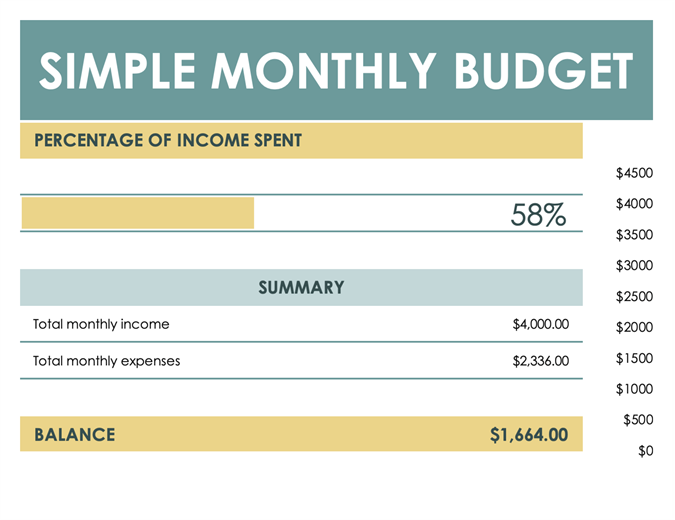 SIMPLE MONTHLY BUDGET
PERCENTAGE OF INCOME SPENT
58%
SUMMARY
Total monthly income $4,000.00
Total monthly expenses $2,336.00
BALANCE $1,664.00
$4500
$4000
$3500
$3000
$2500
$2000
$1500
$1000
$500
$0